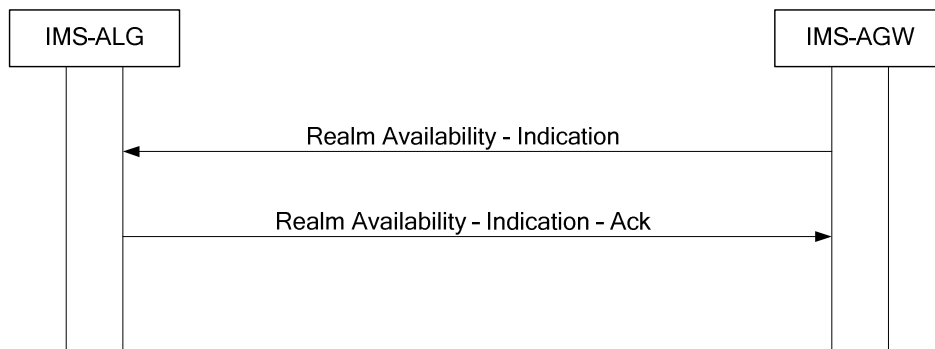 IMS-ALG
IMS-AGW
Realm Availability - Indication
Realm Availability - Indication - Ack